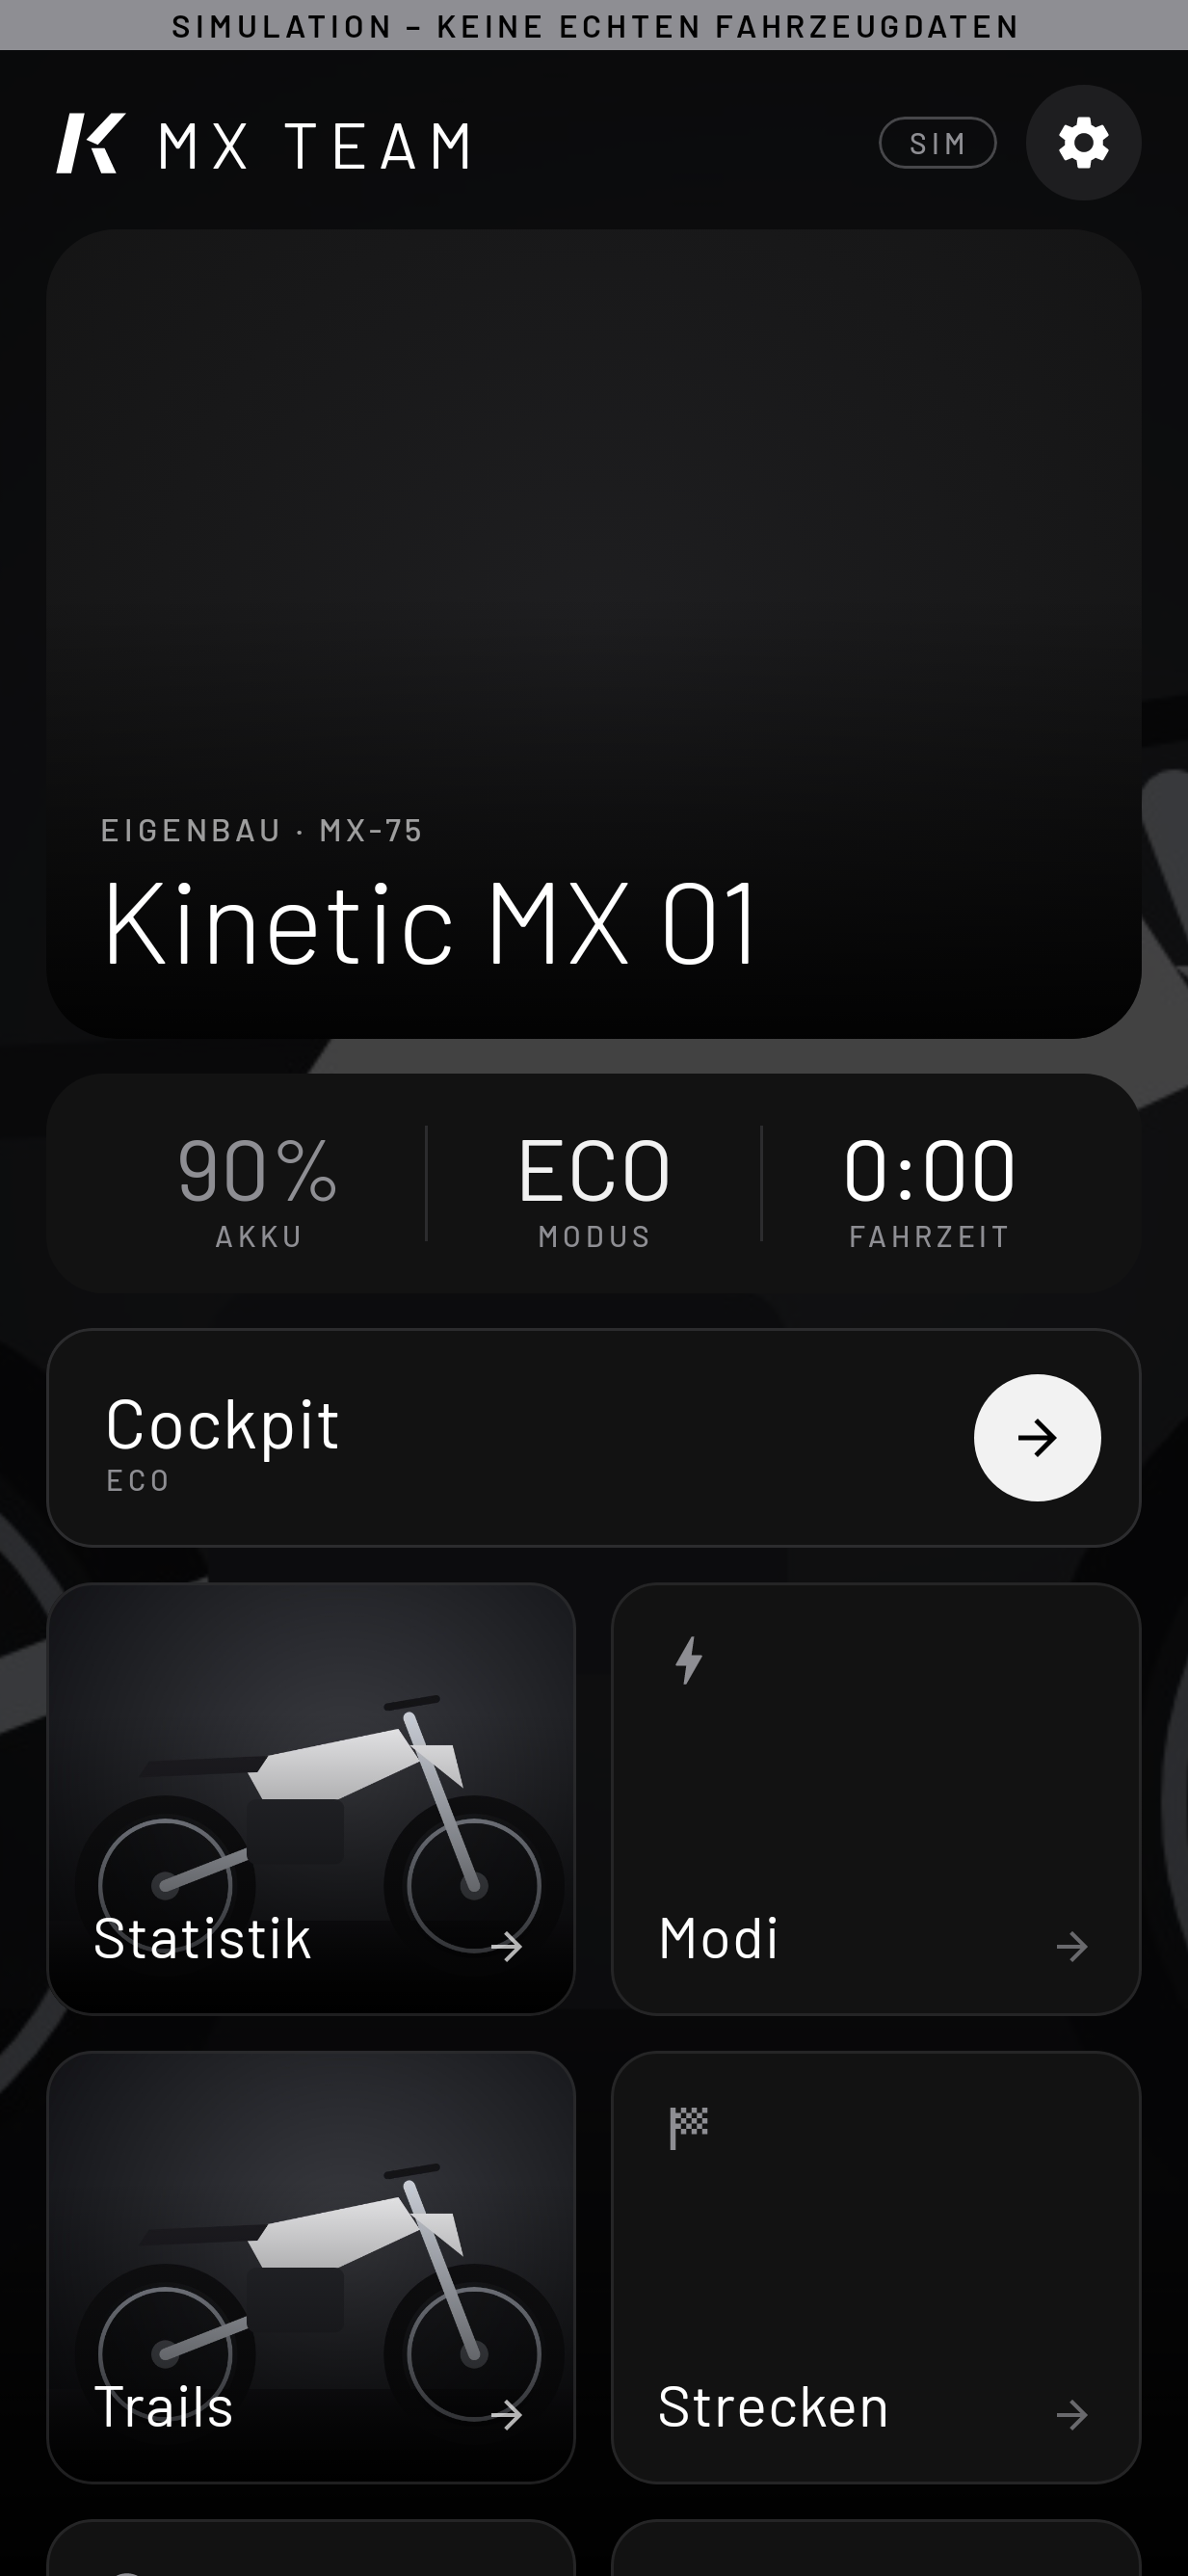 SIMULATION – KEINE ECHTEN FAHRZEUGDATEN
K MX TEAM
SIM
EIGENBAU · MX-75
Kinetic MX 01
90% ECO 0:00
AKKU MODUS FAHRZEIT
Cockpit
ECO
Statistik
Modi
Trails
Strecken